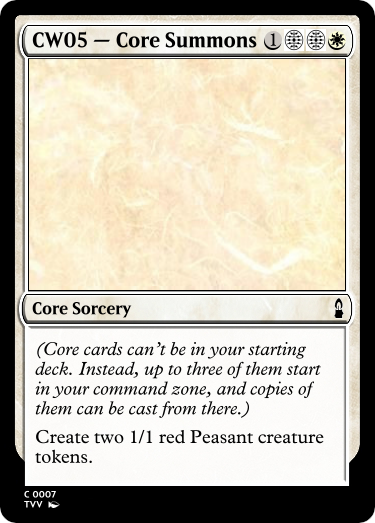 CW05 — Core Summons 1
Core Sorcery
(Core cards can't be in your starting
deck. Instead, up to three of them start
in your command zone, and copies of
them can be cast from there.)
Create two 1/1 red Peasant creature
tokens.
C 0007
TVV